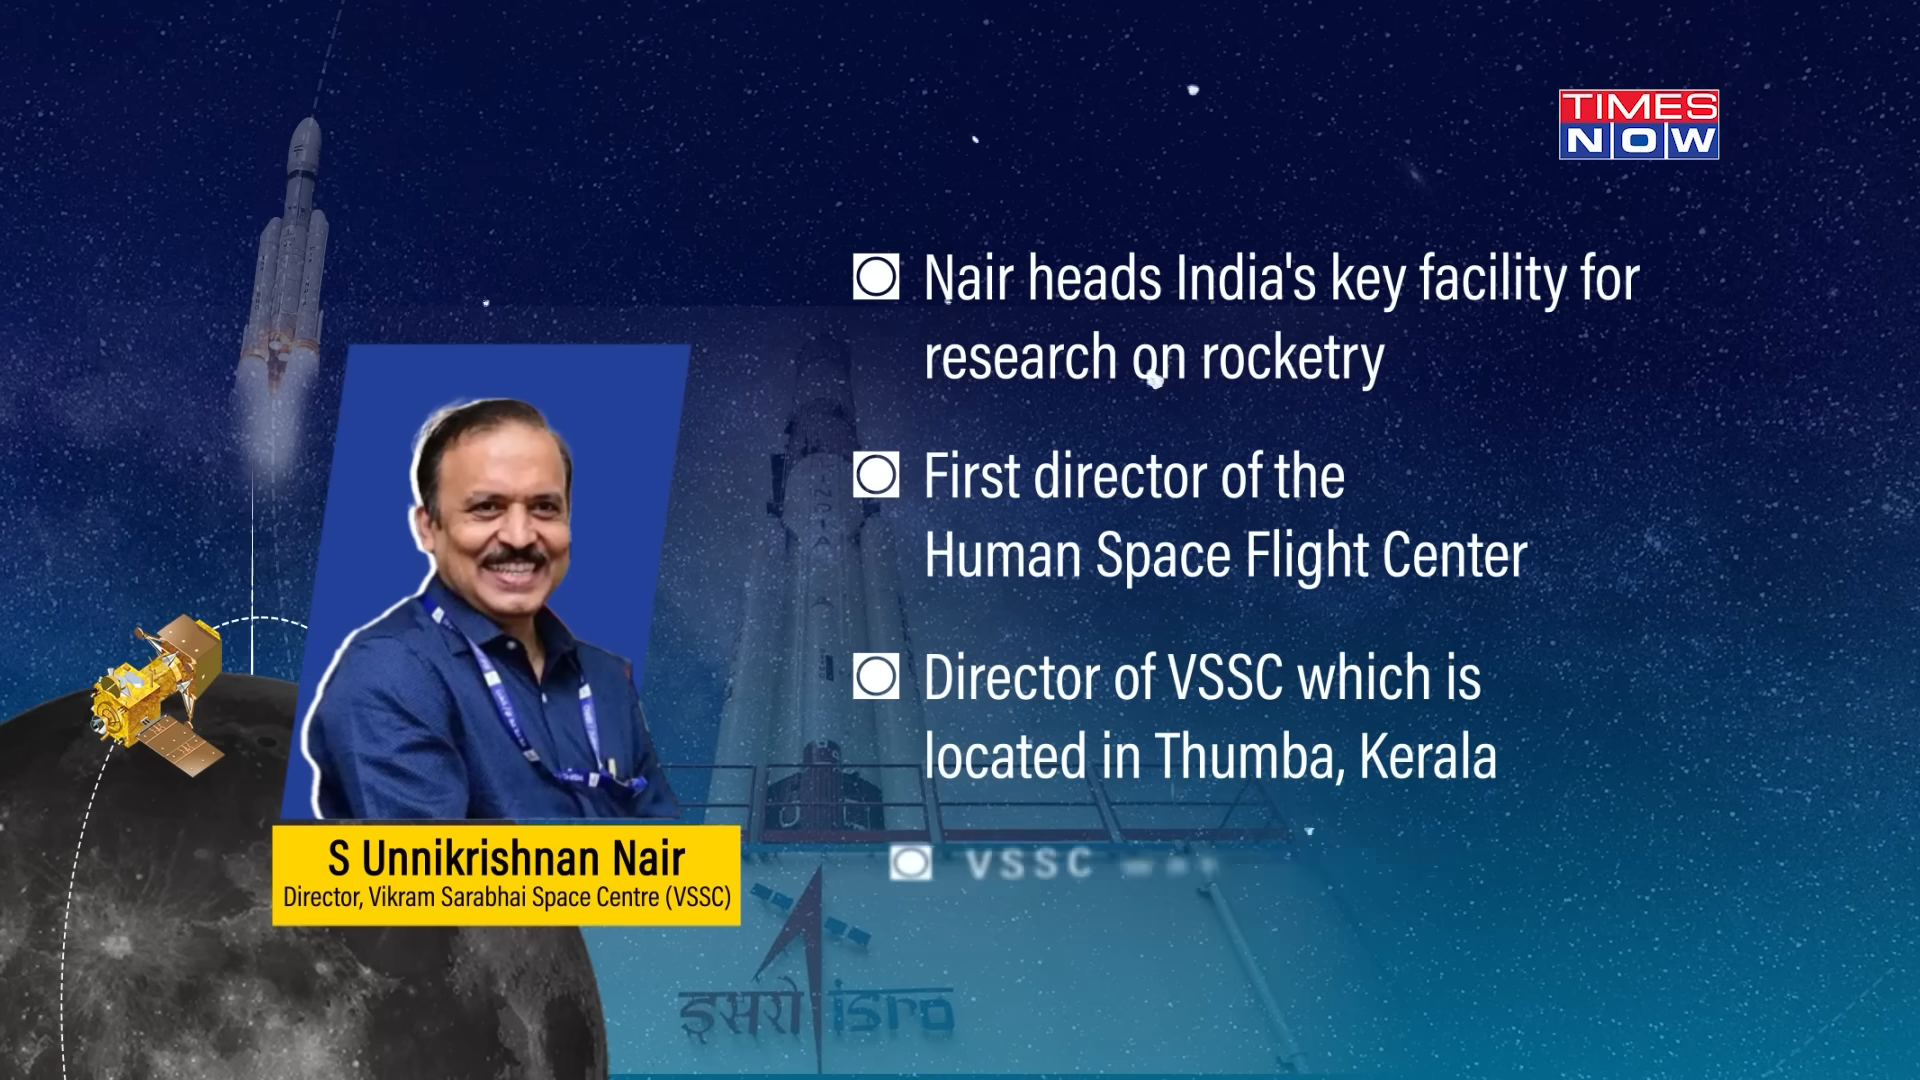 TIMES
NOW
Nair heads India's key facility for
research on rocketry
First director of the
Human Space Flight Center
Director of VSSC which is
located in Thumba, Kerala
VSSC
S Unnikrishnan Nair
Director, Vikram Sarabhai Space Centre (VSSC)
इसरो isro